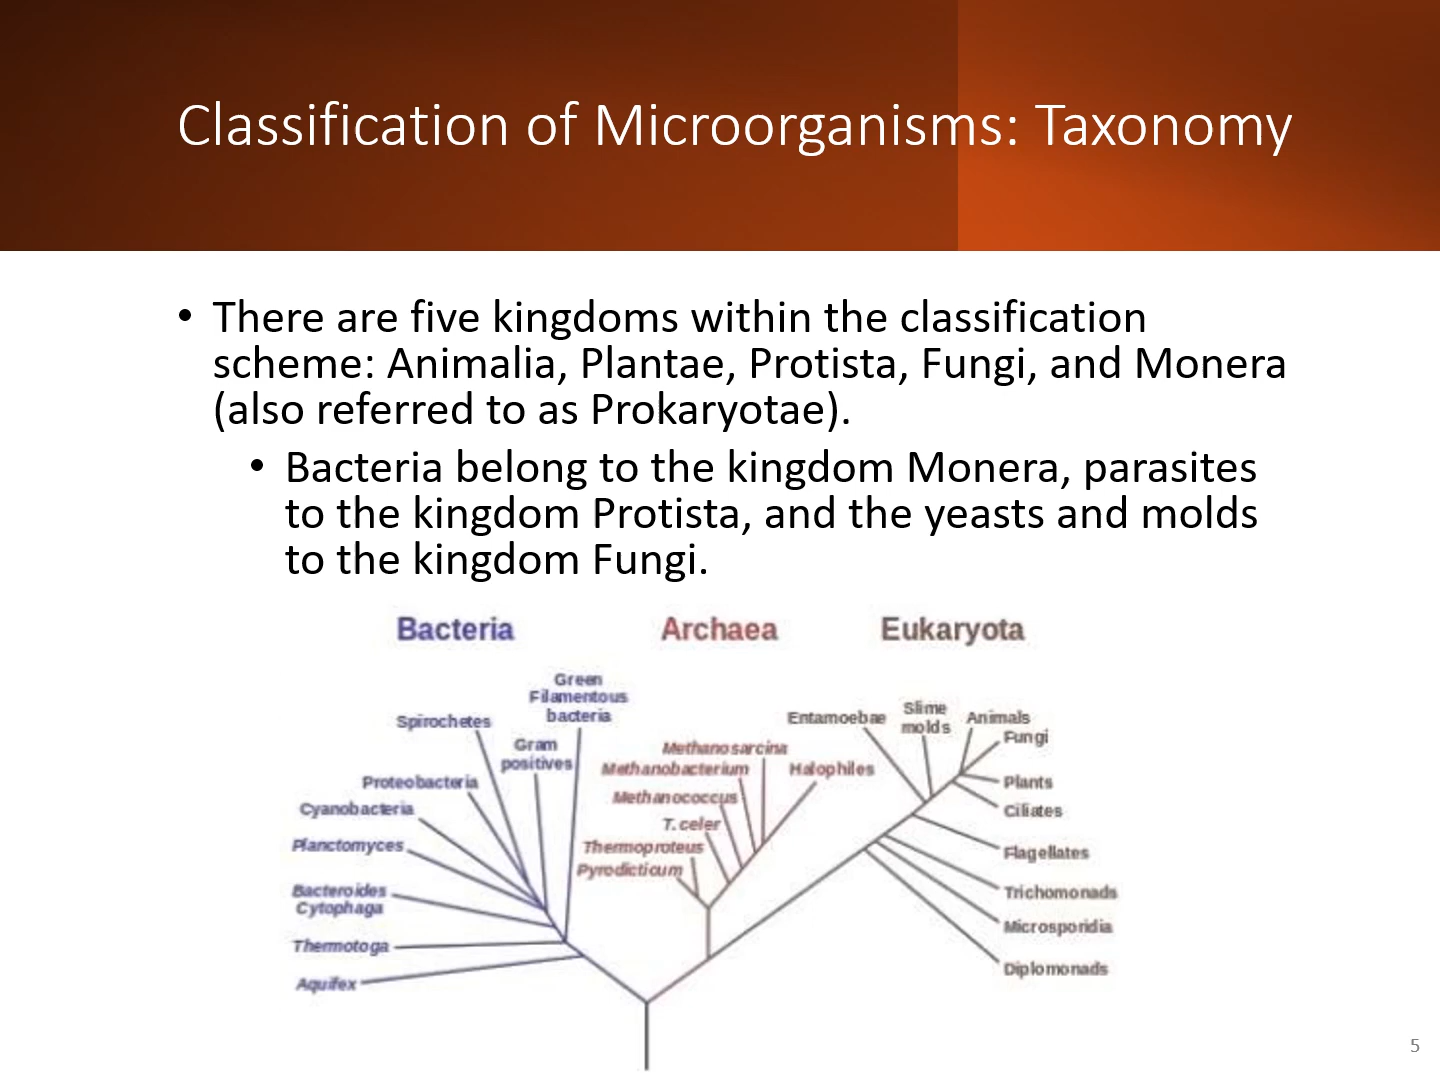 Classification of Microorganisms: Taxonomy
• There are five kingdoms within the classification
scheme: Animalia, Plantae, Protista, Fungi, and Monera
(also referred to as Prokaryotae).
• Bacteria belong to the kingdom Monera, parasites
to the kingdom Protista, and the yeasts and molds
to the kingdom Fungi.
Bacteria
Archaea
Eukaryota
Green
Filamentous
bacteria
Spirochetes
Gram
positives
Proteobacteria
Cyanobacteria
Planctomyces
Bacteroides
Cytophaga
Thermotoga
Aquifex
Methanosarcina
Methanobacterium
Halophiles
Methanococcus
T. celer
Thermoproteus
Pyrodicticum
Entamoebae
Slime
molds
Animals
Fungi
Plants
Ciliates
Flagellates
Trichomonads
Microsporidia
Diplomonads
5